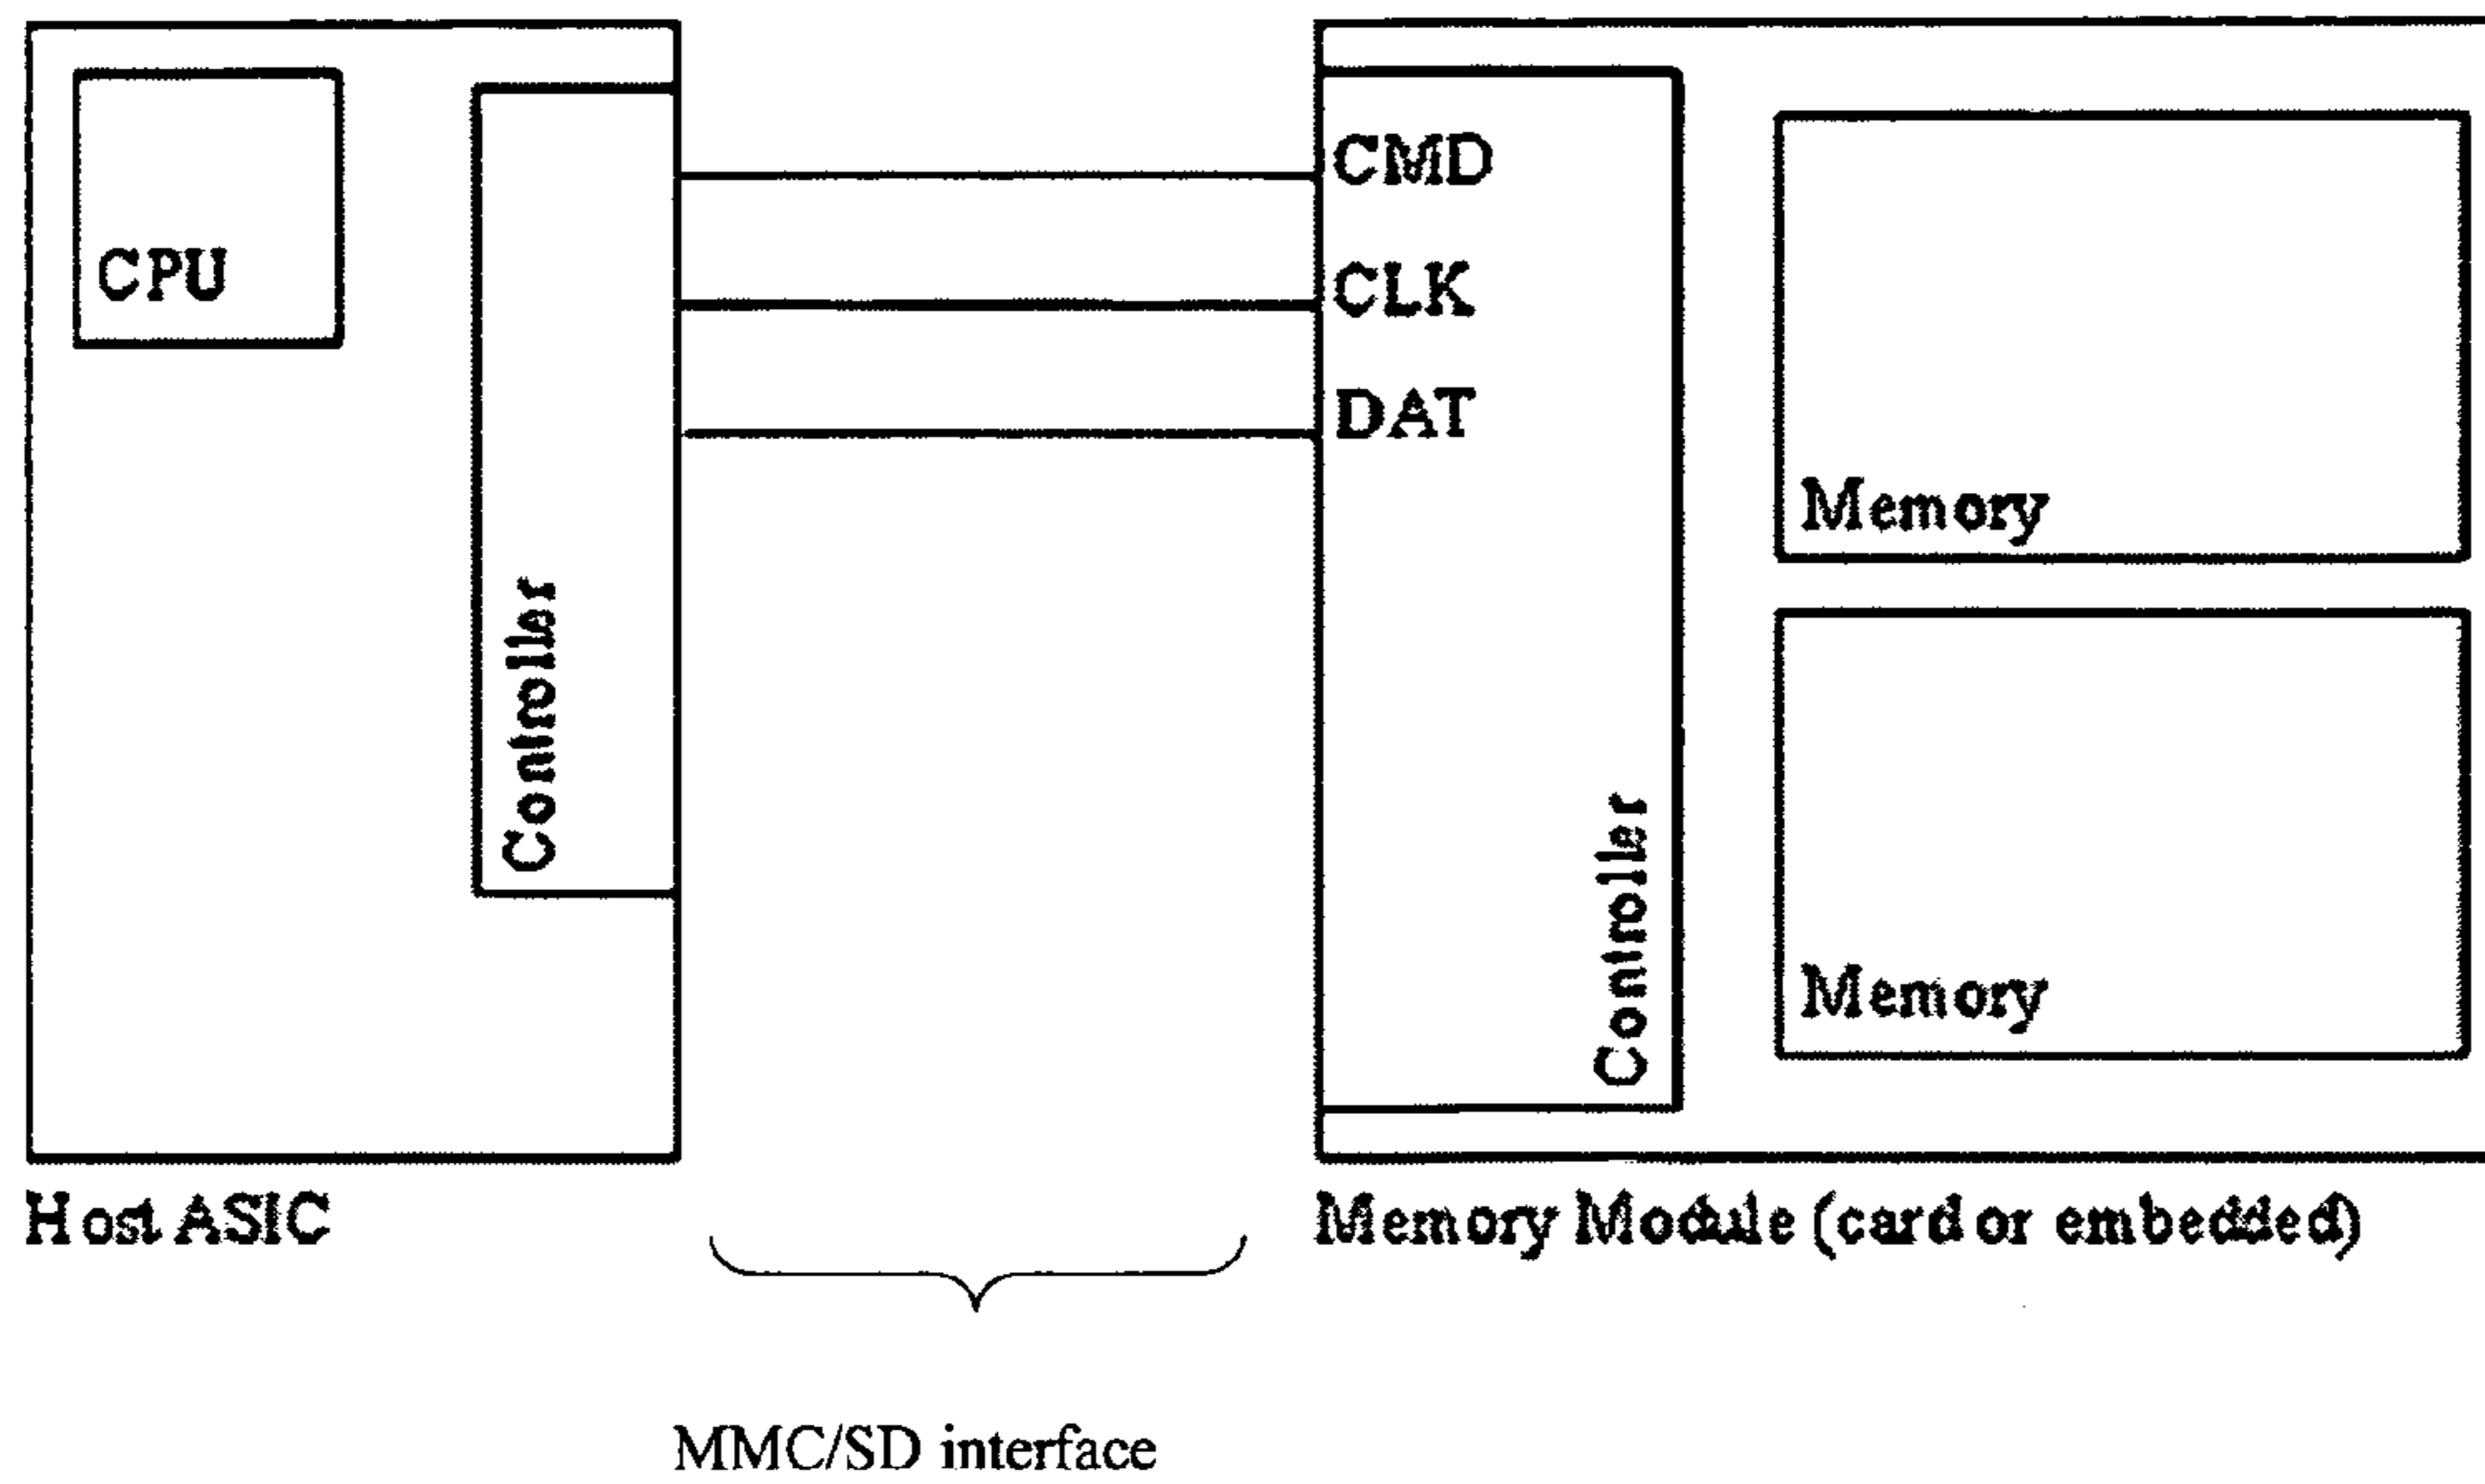 CPU
Controller
CMD
CLK
DAT
Controller
Memory
Memory
Host ASIC
Memory Module (card or embedded)
MMC/SD interface